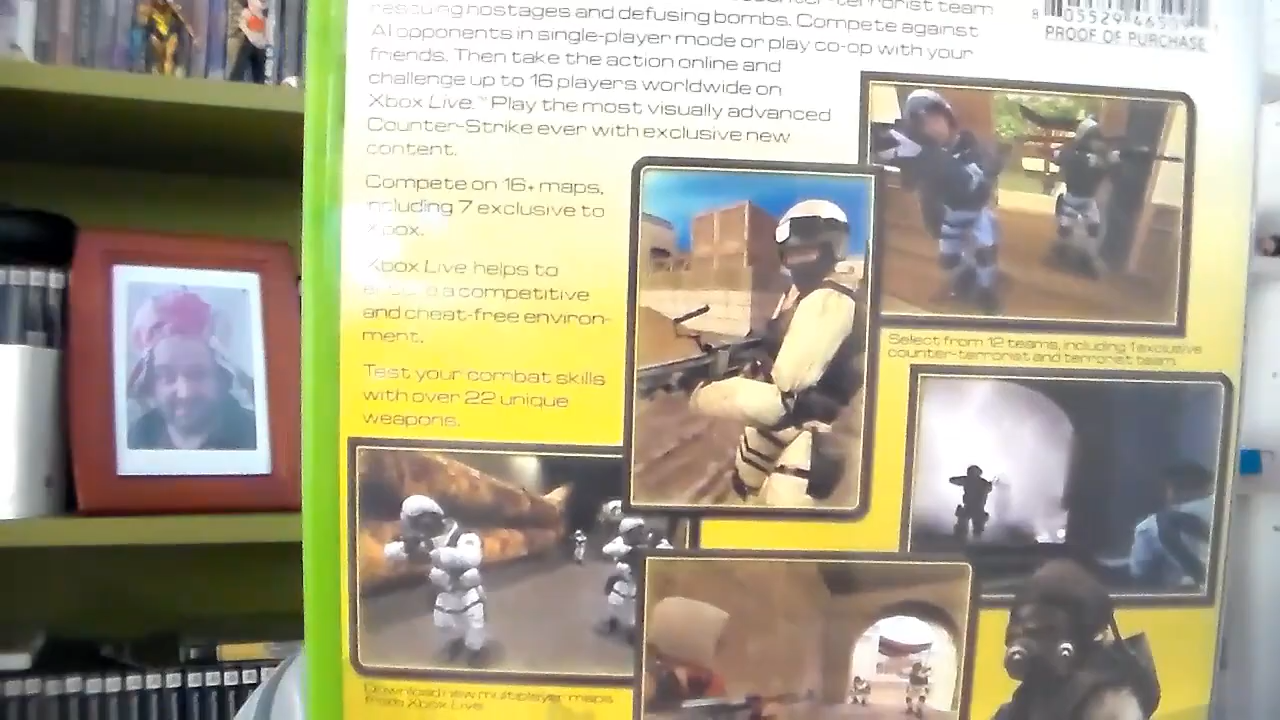 counter-terrorist team
rescuing hostages and defusing bombs. Compete against
AI opponents in single-player mode or play co-op with your
friends. Then take the action online and
challenge up to 16 players worldwide on
Xbox Live.™ Play the most visually advanced
Counter-Strike ever with exclusive new
content.
Compete on 16+ maps,
including 7 exclusive to
Xbox.
Xbox Live helps to
ensure a competitive
and cheat-free environ-
ment.
Test your combat skills
with over 22 unique
weapons.
PROOF OF PURCHASE
Select from 12 teams, including 1 exclusive
counter-terrorist and terrorist team.
Download new multiplayer maps
from Xbox Live